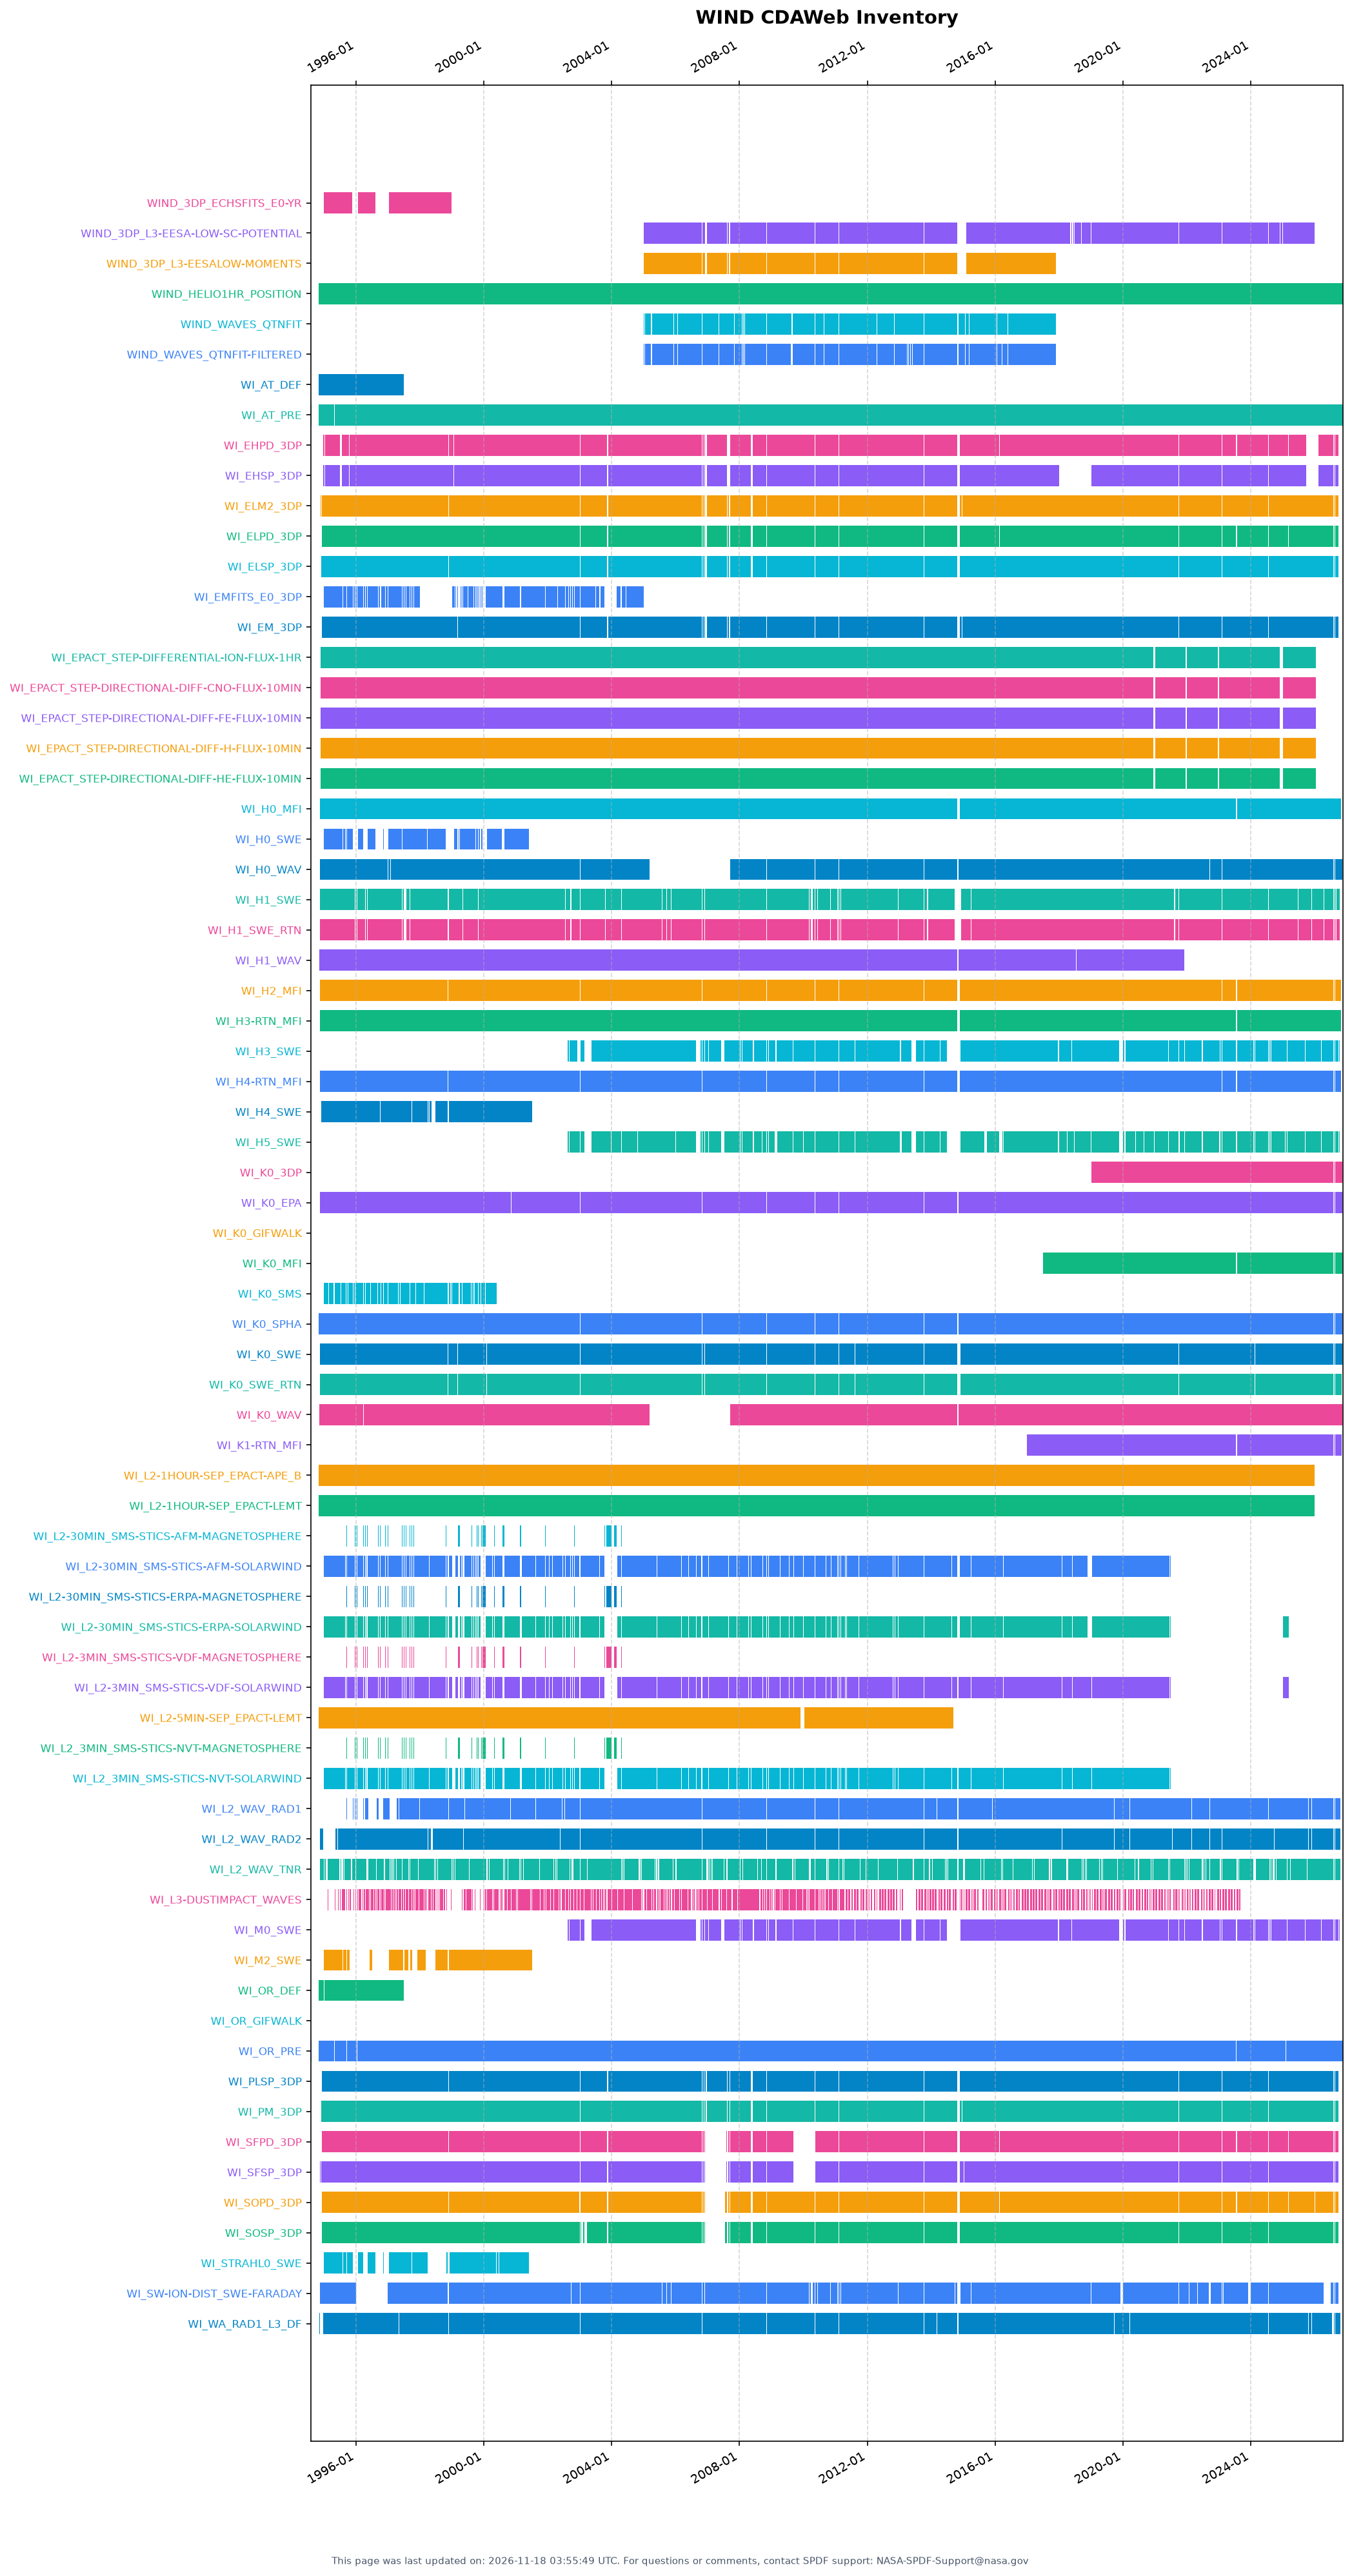 WIND CDAWeb Inventory
1996-01 2000-01 2004-01 2008-01 2012-01 2016-01 2020-01 2024-01
WIND_3DP_ECHSFITS_E0-YR
WIND_3DP_L3-EESA-LOW-SC-POTENTIAL
WIND_3DP_L3-EESALOW-MOMENTS
WIND_HELIO1HR_POSITION
WIND_WAVES_QTNFIT
WIND_WAVES_QTNFIT-FILTERED
WI_AT_DEF
WI_AT_PRE
WI_EHPD_3DP
WI_EHSP_3DP
WI_ELM2_3DP
WI_ELPD_3DP
WI_ELSP_3DP
WI_EMFITS_E0_3DP
WI_EM_3DP
WI_EPACT_STEP-DIFFERENTIAL-ION-FLUX-1HR
WI_EPACT_STEP-DIRECTIONAL-DIFF-CNO-FLUX-10MIN
WI_EPACT_STEP-DIRECTIONAL-DIFF-FE-FLUX-10MIN
WI_EPACT_STEP-DIRECTIONAL-DIFF-H-FLUX-10MIN
WI_EPACT_STEP-DIRECTIONAL-DIFF-HE-FLUX-10MIN
WI_H0_MFI
WI_H0_SWE
WI_H0_WAV
WI_H1_SWE
WI_H1_SWE_RTN
WI_H1_WAV
WI_H2_MFI
WI_H3-RTN_MFI
WI_H3_SWE
WI_H4-RTN_MFI
WI_H4_SWE
WI_H5_SWE
WI_K0_3DP
WI_K0_EPA
WI_K0_GIFWALK
WI_K0_MFI
WI_K0_SMS
WI_K0_SPHA
WI_K0_SWE
WI_K0_SWE_RTN
WI_K0_WAV
WI_K1-RTN_MFI
WI_L2-1HOUR-SEP_EPACT-APE_B
WI_L2-1HOUR-SEP_EPACT-LEMT
WI_L2-30MIN_SMS-STICS-AFM-MAGNETOSPHERE
WI_L2-30MIN_SMS-STICS-AFM-SOLARWIND
WI_L2-30MIN_SMS-STICS-ERPA-MAGNETOSPHERE
WI_L2-30MIN_SMS-STICS-ERPA-SOLARWIND
WI_L2-3MIN_SMS-STICS-VDF-MAGNETOSPHERE
WI_L2-3MIN_SMS-STICS-VDF-SOLARWIND
WI_L2-5MIN-SEP_EPACT-LEMT
WI_L2_3MIN_SMS-STICS-NVT-MAGNETOSPHERE
WI_L2_3MIN_SMS-STICS-NVT-SOLARWIND
WI_L2_WAV_RAD1
WI_L2_WAV_RAD2
WI_L2_WAV_TNR
WI_L3-DUSTIMPACT_WAVES
WI_M0_SWE
WI_M2_SWE
WI_OR_DEF
WI_OR_GIFWALK
WI_OR_PRE
WI_PLSP_3DP
WI_PM_3DP
WI_SFPD_3DP
WI_SFSP_3DP
WI_SOPD_3DP
WI_SOSP_3DP
WI_STRAHL0_SWE
WI_SW-ION-DIST_SWE-FARADAY
WI_WA_RAD1_L3_DF
1996-01 2000-01 2004-01 2008-01 2012-01 2016-01 2020-01 2024-01
This page was last updated on: 2026-11-18 03:55:49 UTC. For questions or comments, contact SPDF support: NASA-SPDF-Support@nasa.gov